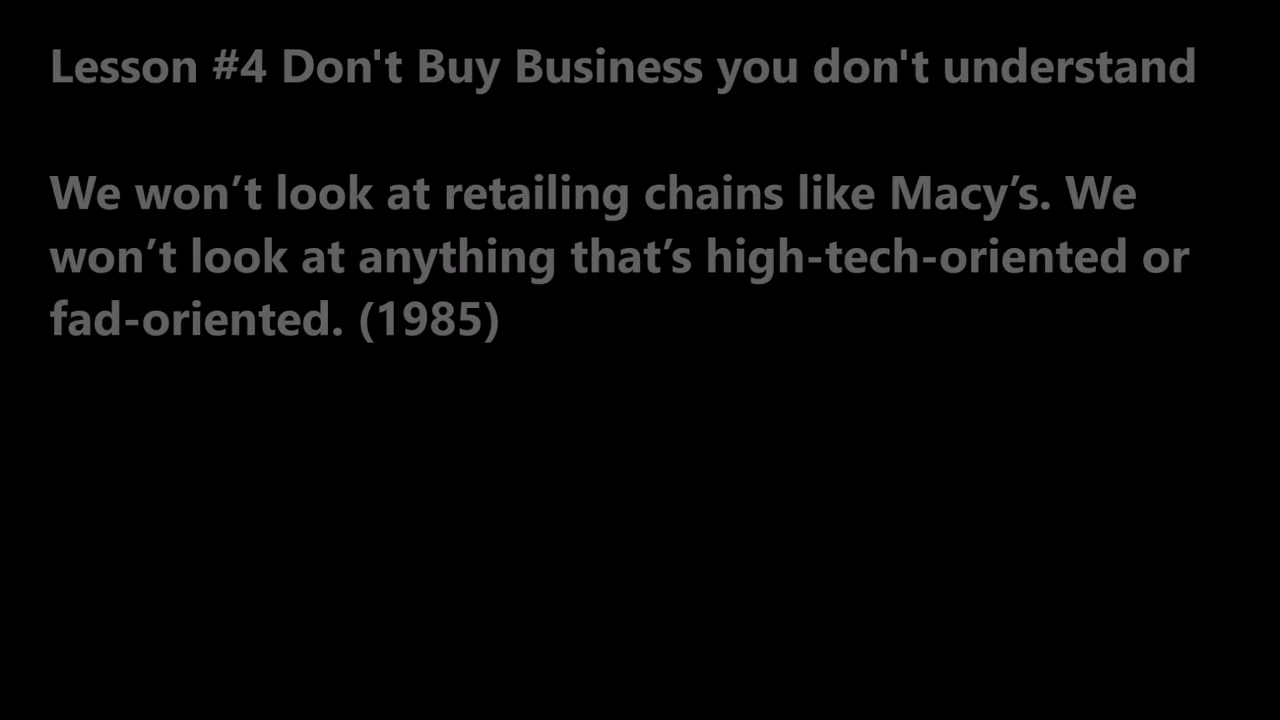 Lesson #4 Don't Buy Business you don't understand
We won’t look at retailing chains like Macy’s. We
won’t look at anything that’s high-tech-oriented or
fad-oriented. (1985)